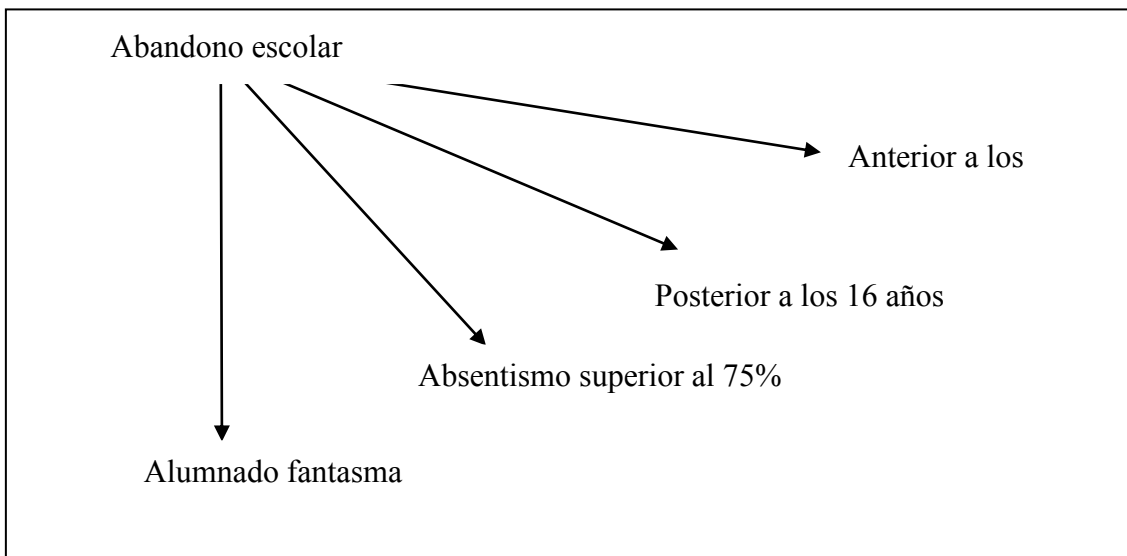 Abandono escolar
Anterior a los
Posterior a los 16 años
Absentismo superior al 75%
Alumnado fantasma